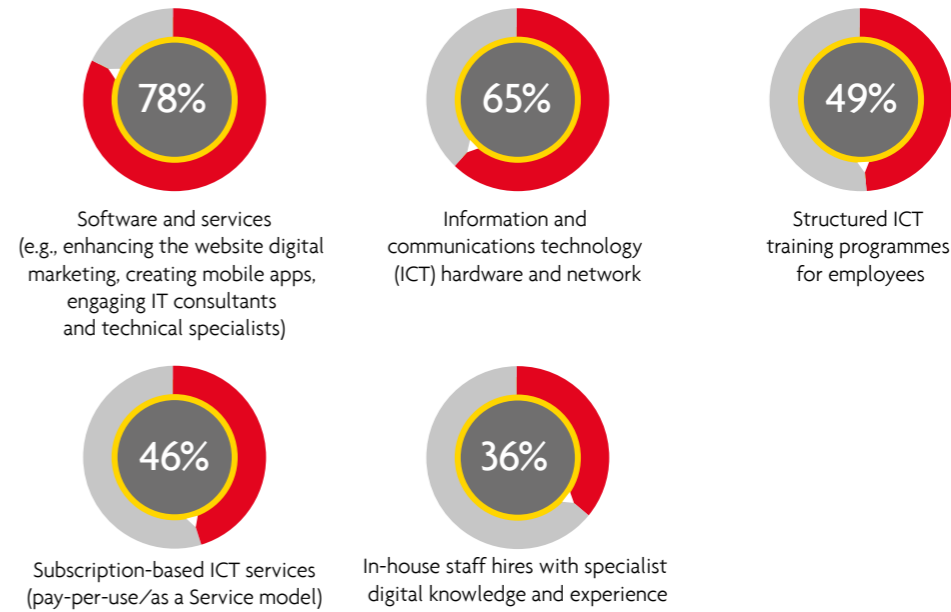 78%
65%
49%
Software and services
(e.g., enhancing the website digital
marketing, creating mobile apps,
engaging IT consultants
and technical specialists)
Information and
communications technology
(ICT) hardware and network
Structured ICT
training programmes
for employees
46%
36%
Subscription-based ICT services
(pay-per-use/as a Service model)
In-house staff hires with specialist
digital knowledge and experience